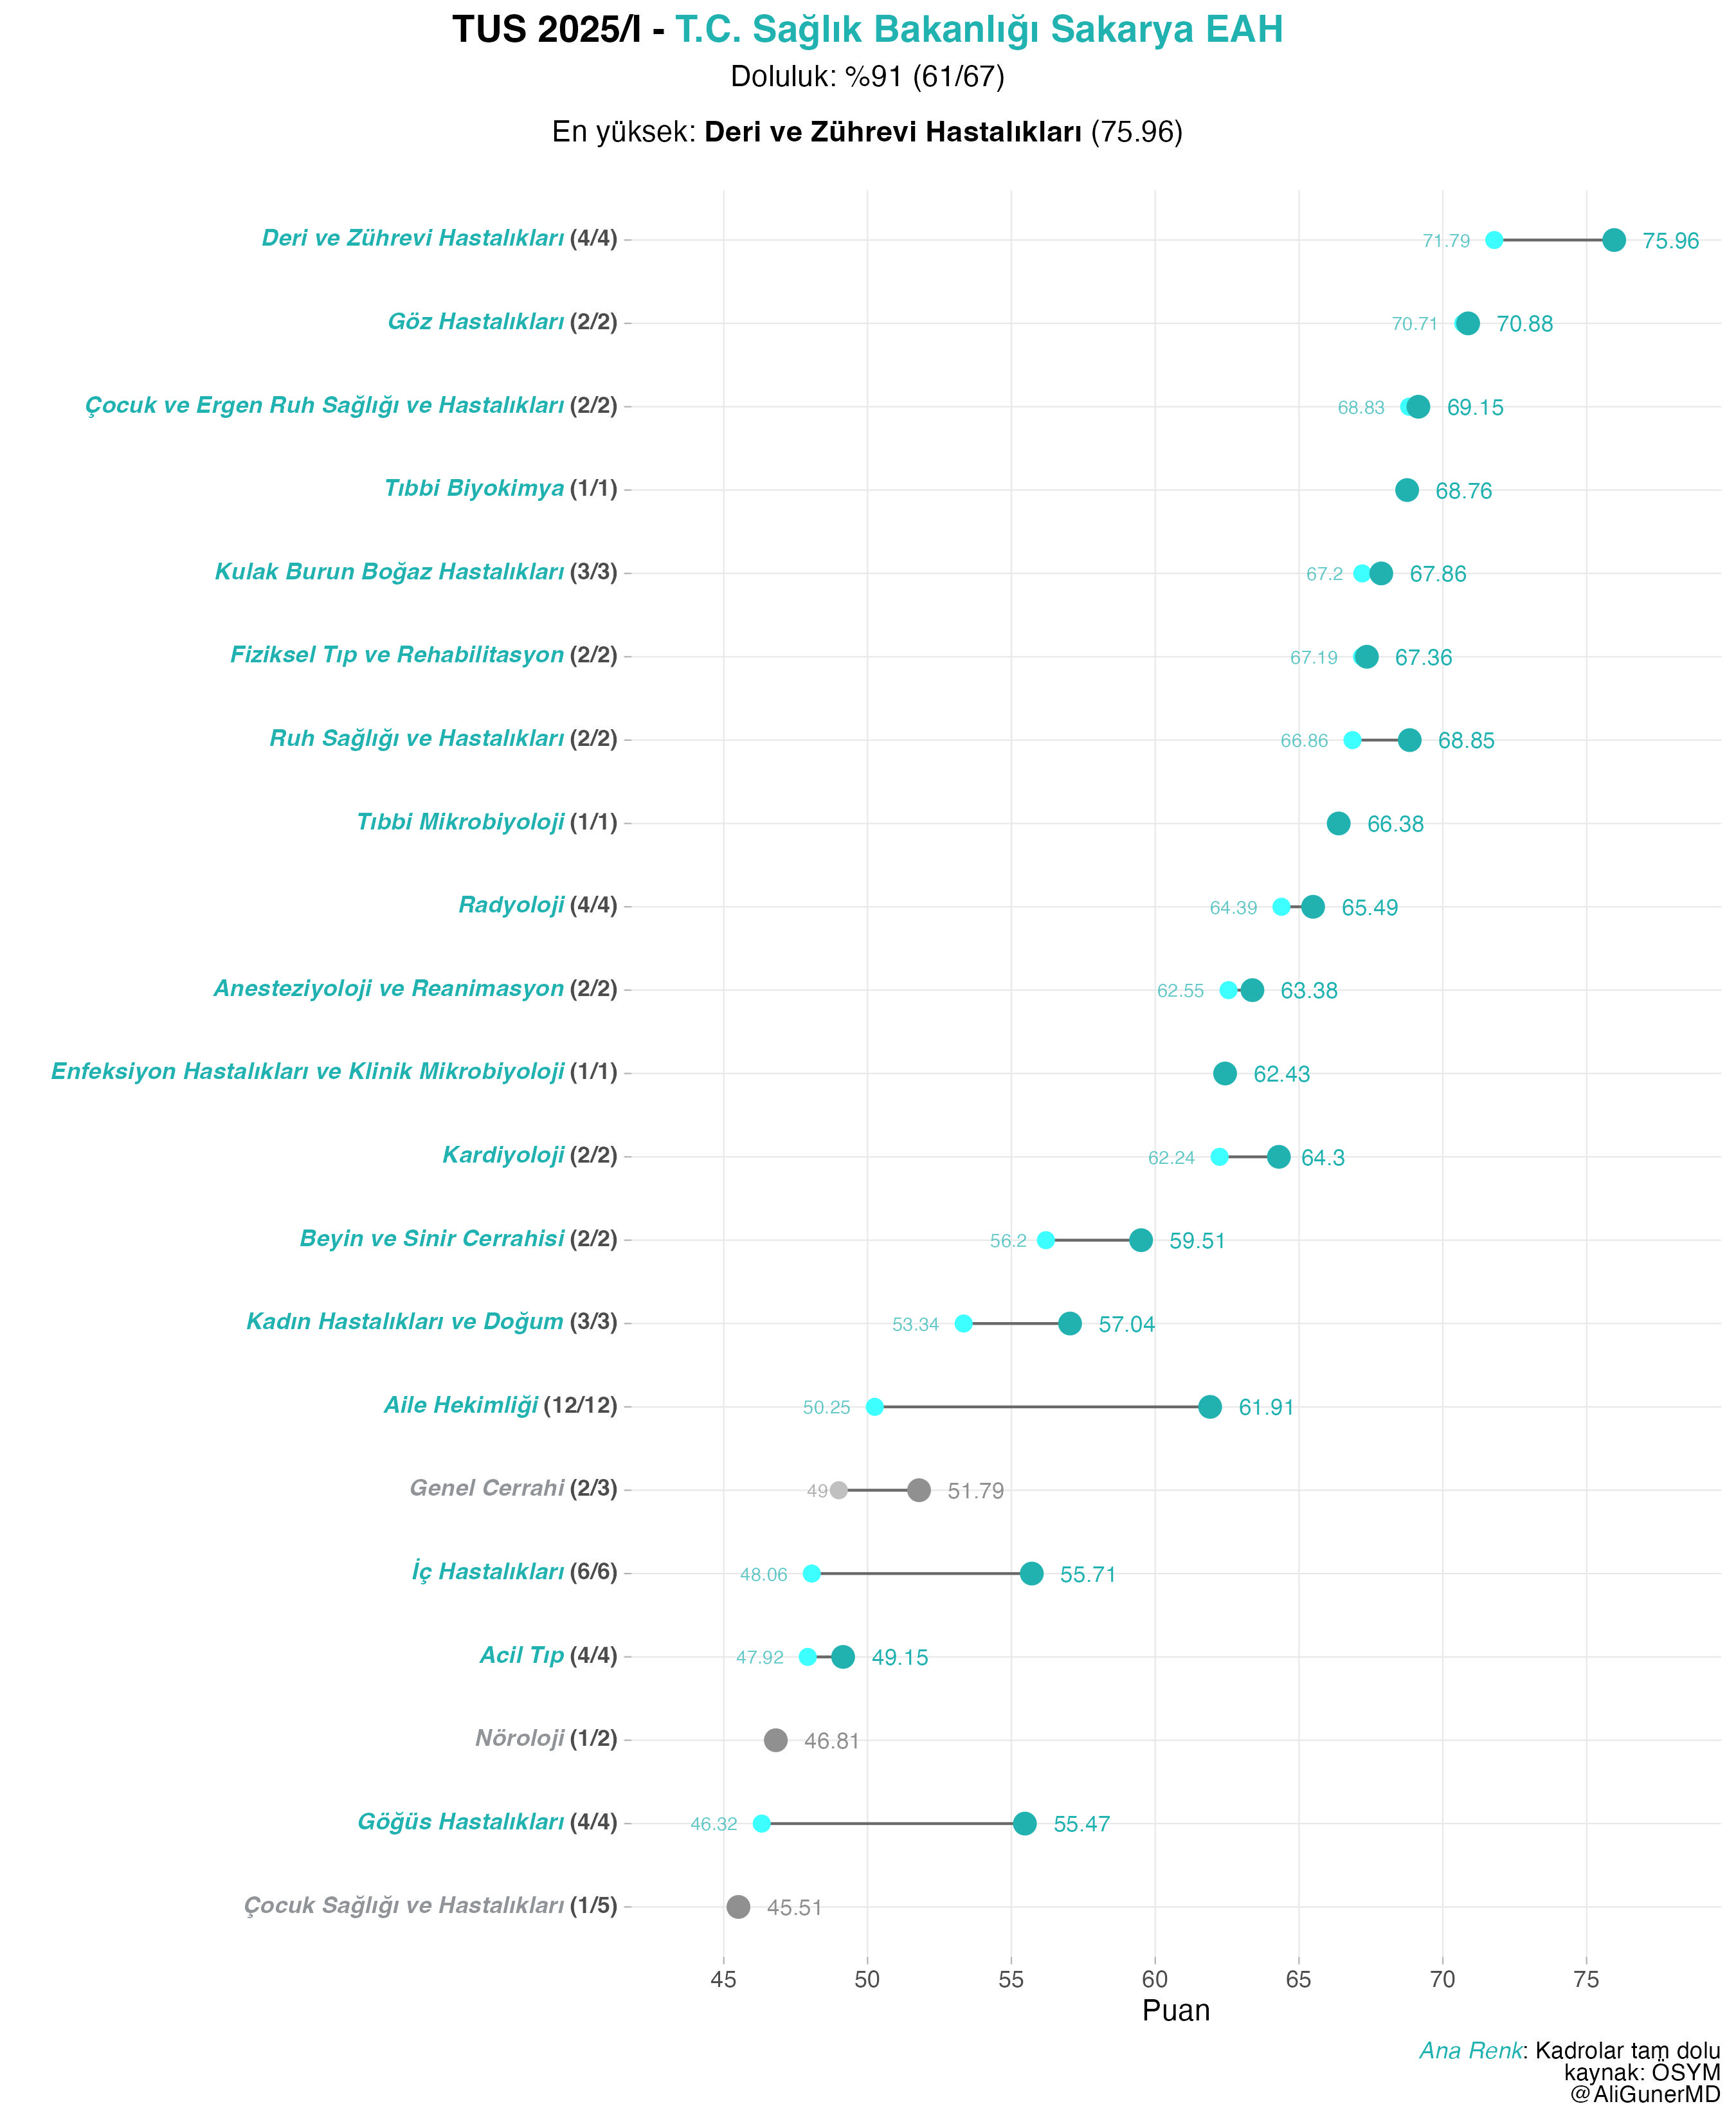 TUS 2025/I - T.C. Sağlık Bakanlığı Sakarya EAH
Doluluk: %91 (61/67)
En yüksek: Deri ve Zührevi Hastalıkları (75.96)
Deri ve Zührevi Hastalıkları (4/4) 71.79 75.96
Göz Hastalıkları (2/2) 70.71 70.88
Çocuk ve Ergen Ruh Sağlığı ve Hastalıkları (2/2) 68.83 69.15
Tıbbi Biyokimya (1/1) 68.76
Kulak Burun Boğaz Hastalıkları (3/3) 67.2 67.86
Fiziksel Tıp ve Rehabilitasyon (2/2) 67.19 67.36
Ruh Sağlığı ve Hastalıkları (2/2) 66.86 68.85
Tıbbi Mikrobiyoloji (1/1) 66.38
Radyoloji (4/4) 64.39 65.49
Anesteziyoloji ve Reanimasyon (2/2) 62.55 63.38
Enfeksiyon Hastalıkları ve Klinik Mikrobiyoloji (1/1) 62.43
Kardiyoloji (2/2) 62.24 64.3
Beyin ve Sinir Cerrahisi (2/2) 56.2 59.51
Kadın Hastalıkları ve Doğum (3/3) 53.34 57.04
Aile Hekimliği (12/12) 50.25 61.91
Genel Cerrahi (2/3) 49 51.79
İç Hastalıkları (6/6) 48.06 55.71
Acil Tıp (4/4) 47.92 49.15
Nöroloji (1/2) 46.81
Göğüs Hastalıkları (4/4) 46.32 55.47
Çocuk Sağlığı ve Hastalıkları (1/5) 45.51
45 50 55 60 65 70 75
Puan
Ana Renk: Kadrolar tam dolu
kaynak: ÖSYM
@AliGunerMD